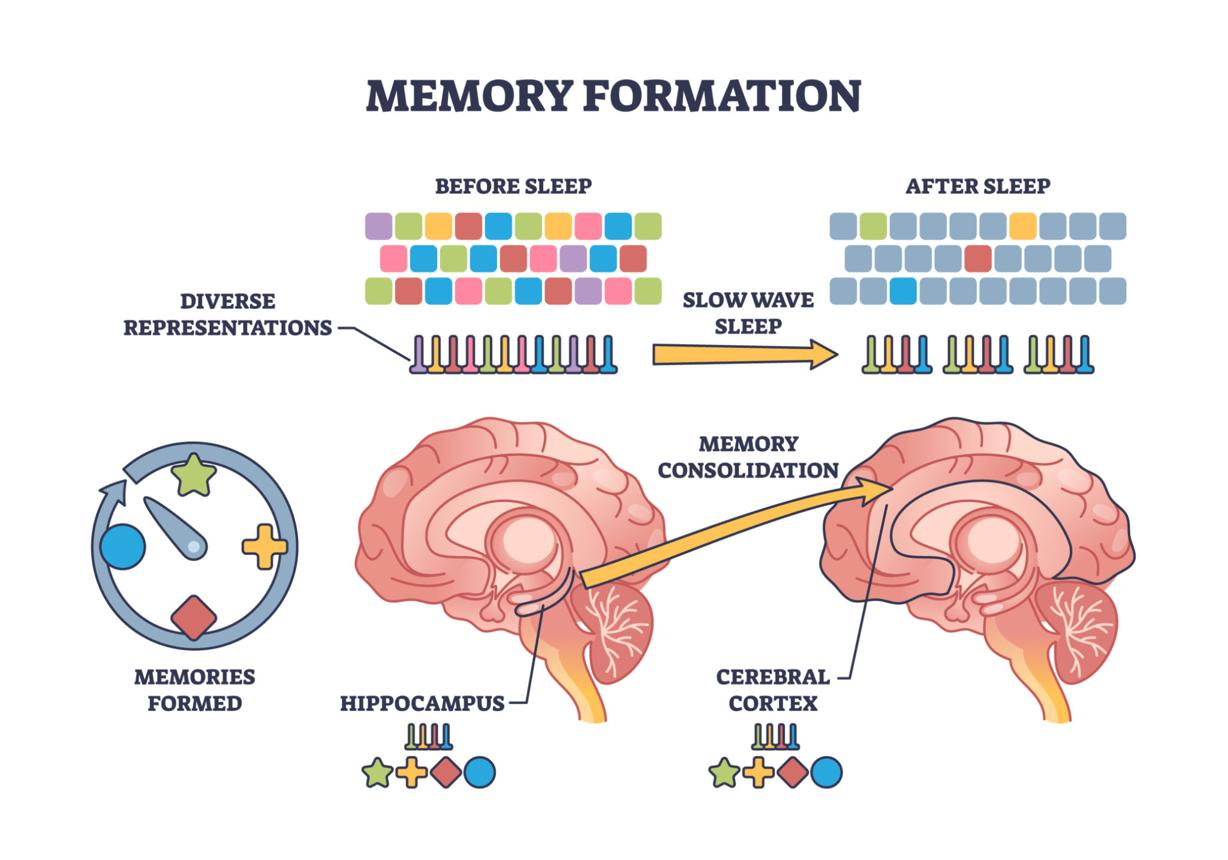 MEMORY FORMATION
BEFORE SLEEP
AFTER SLEEP
DIVERSE
REPRESENTATIONS
SLOW WAVE
SLEEP
MEMORY
CONSOLIDATION
MEMORIES
FORMED
HIPPOCAMPUS
CEREBRAL
CORTEX